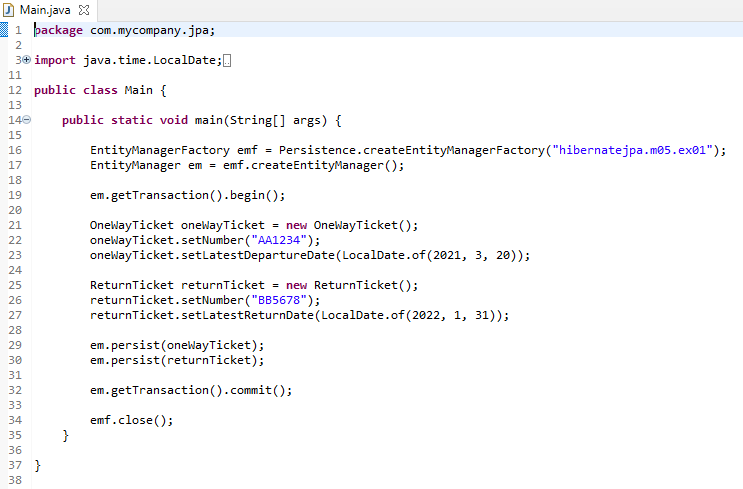 Main.java
1 package com.mycompany.jpa;
2
3 import java.time.LocalDate;
11
12 public class Main {
13
14 public static void main(String[] args) {
15
16 EntityManagerFactory emf = Persistence.createEntityManagerFactory("hibernatejpa.m05.ex01");
17 EntityManager em = emf.createEntityManager();
18
19 em.getTransaction().begin();
20
21 OneWayTicket oneWayTicket = new OneWayTicket();
22 oneWayTicket.setNumber("AA1234");
23 oneWayTicket.setLatestDepartureDate(LocalDate.of(2021, 3, 20));
24
25 ReturnTicket returnTicket = new ReturnTicket();
26 returnTicket.setNumber("BB5678");
27 returnTicket.setLatestReturnDate(LocalDate.of(2022, 1, 31));
28
29 em.persist(oneWayTicket);
30 em.persist(returnTicket);
31
32 em.getTransaction().commit();
33
34 emf.close();
35 }
36
37 }
38